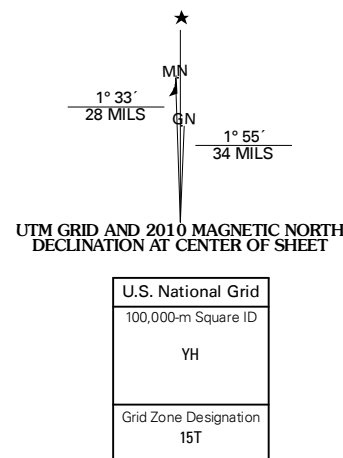 ★
MN
1° 33´
28 MILS
GN
1° 55´
34 MILS
UTM GRID AND 2010 MAGNETIC NORTH
DECLINATION AT CENTER OF SHEET
U.S. National Grid
100,000-m Square ID
YH
Grid Zone Designation
15T